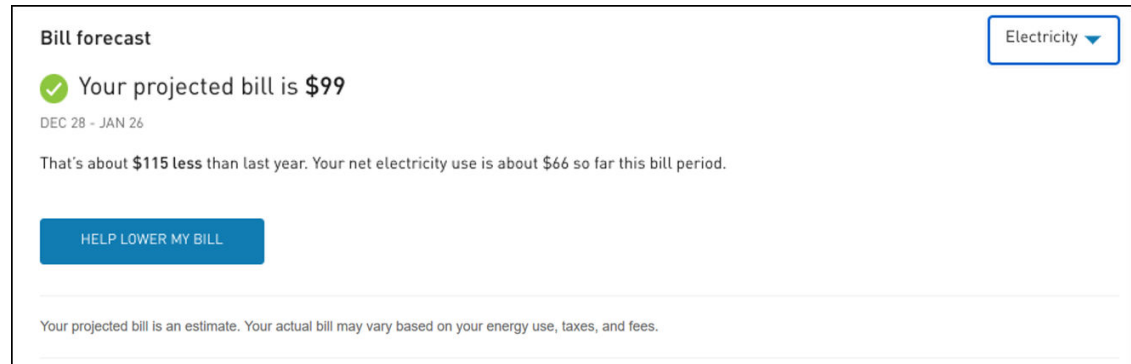 Bill forecast
Electricity
Your projected bill is $99
DEC 28 - JAN 26
That's about $115 less than last year. Your net electricity use is about $66 so far this bill period.
HELP LOWER MY BILL
Your projected bill is an estimate. Your actual bill may vary based on your energy use, taxes, and fees.